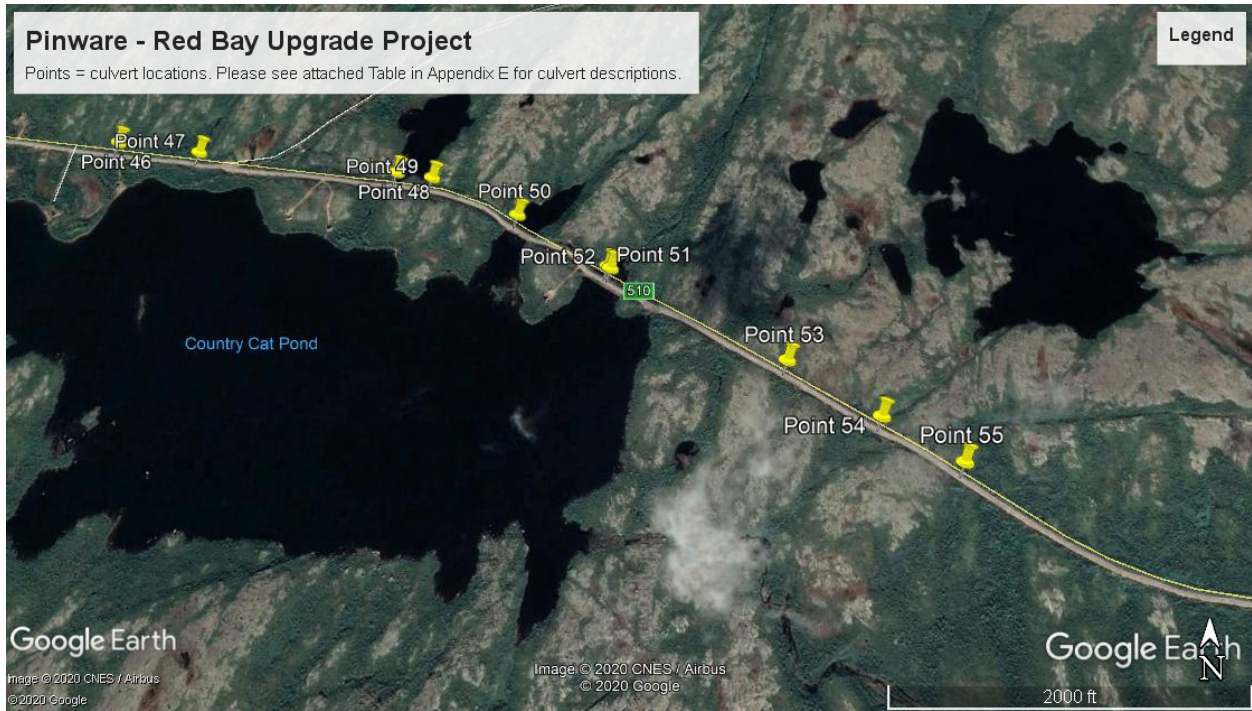 Pinware - Red Bay Upgrade Project
Points = culvert locations. Please see attached Table in Appendix E for culvert descriptions.
Legend
Point 47
Point 46
Point 49
Point 48
Point 50
Point 52
Point 51
510
Point 53
Point 54
Point 55
Country Cat Pond
Google Earth
Image © 2020 CNES / Airbus
© 2020 Google
Image © 2020 CNES / Airbus
© 2020 Google
Google Earth
N
2000 ft